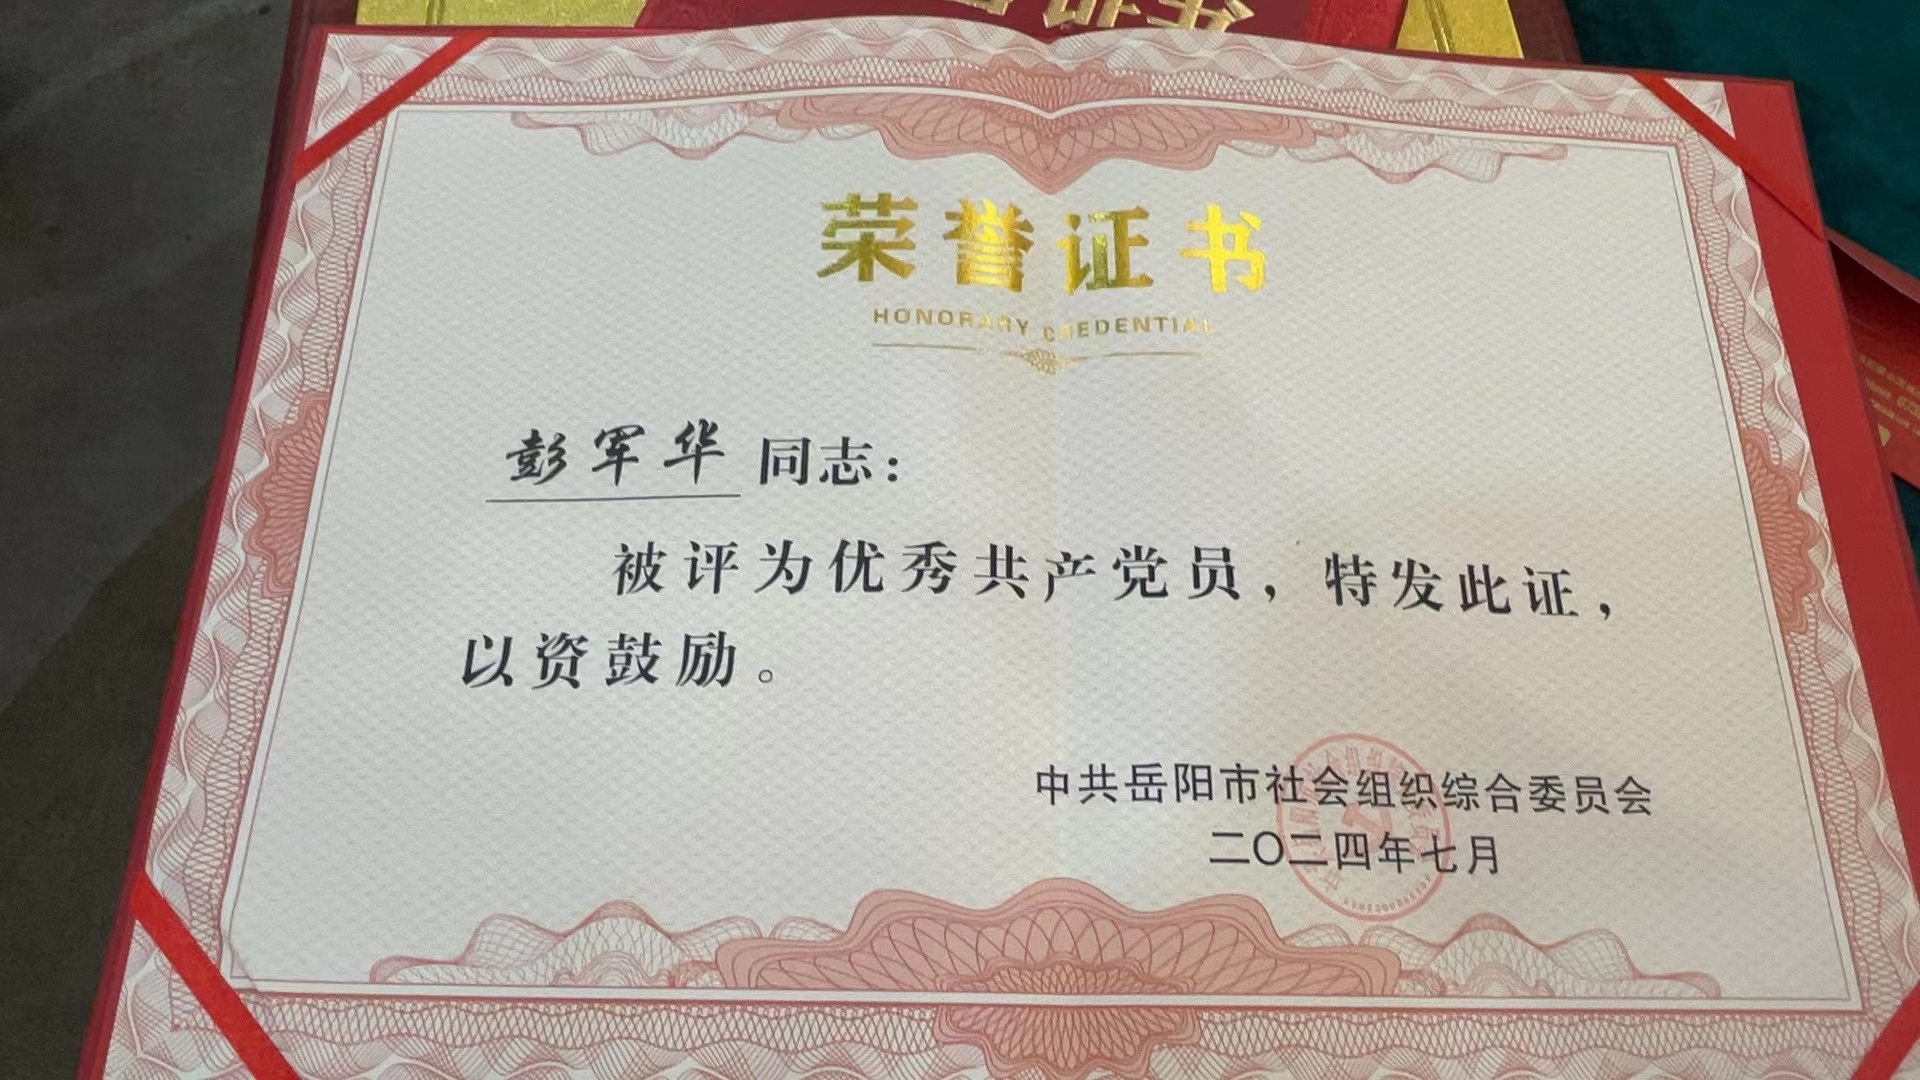 荣誉证书
HONORARY CREDENTIAL
彭军华同志：
被评为优秀共产党员，特发此证，
以资鼓励。
中共岳阳市社会组织综合委员会
二〇二四年七月